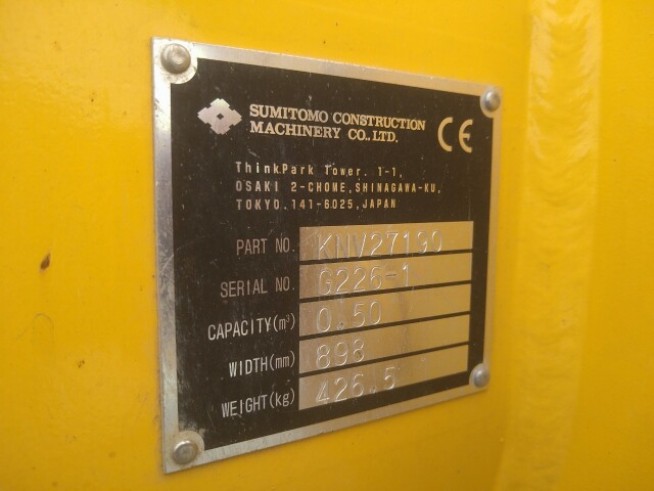 SUMITOMO CONSTRUCTION
MACHINERY CO.,LTD.
CE
ThinkPark Tower. 1-1,
OSAKI 2-CHOME,SHINAGAWA-KU,
TOKYO.141-6025,JAPAN
PART NO. KNV27190
SERIAL NO. G226-1
CAPACITY(m³) 0.50
WIDTH(mm) 898
WEIGHT(kg) 426.5